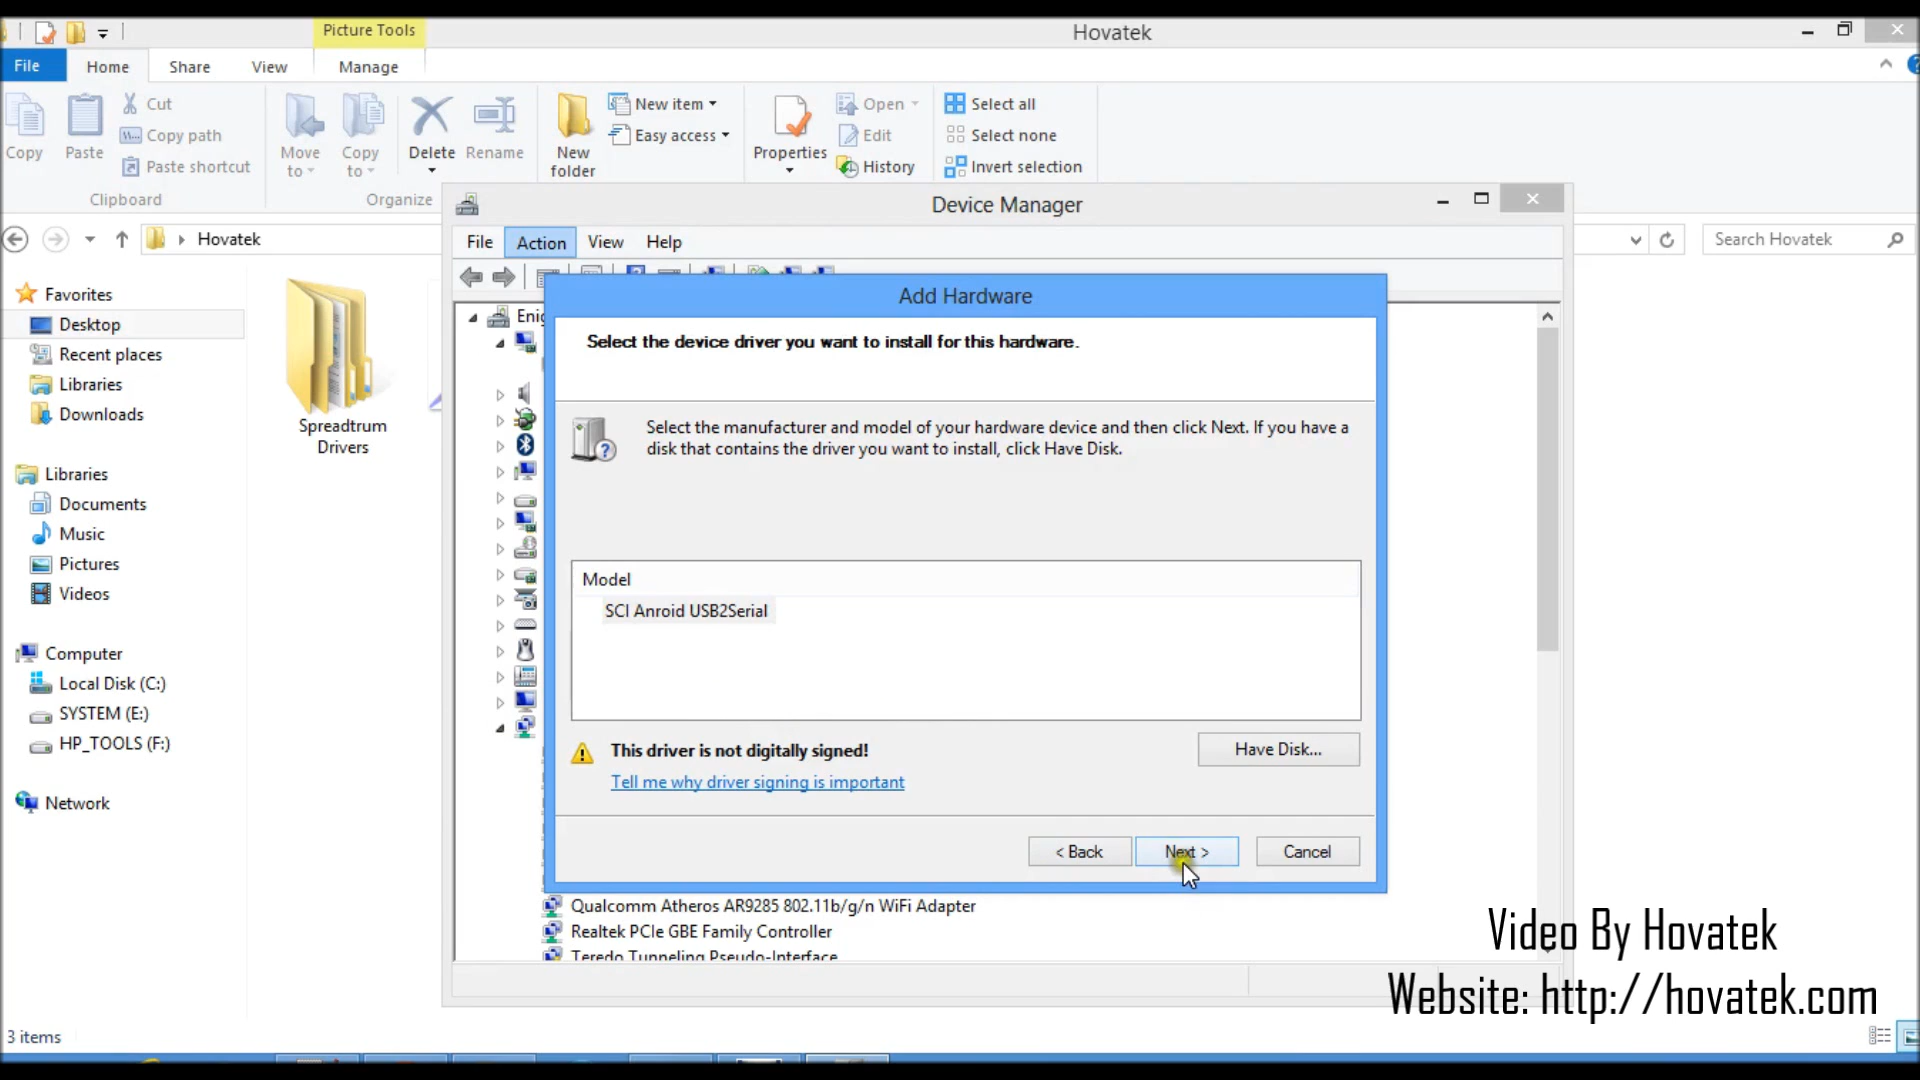 Picture Tools
Hovatek
File
Home
Share
View
Manage
Copy
Paste
Cut
Copy path
Paste shortcut
Clipboard
Move to
Copy to
Delete
Rename
Organize
New folder
New item
Easy access
Properties
Open
Edit
History
Select all
Select none
Invert selection
Hovatek
Search Hovatek
Favorites
Desktop
Recent places
Libraries
Downloads
Libraries
Documents
Music
Pictures
Videos
Computer
Local Disk (C:)
SYSTEM (E:)
HP_TOOLS (F:)
Network
Spreadtrum
Drivers
3 items
Device Manager
File
Action
View
Help
Add Hardware
Select the device driver you want to install for this hardware.
Select the manufacturer and model of your hardware device and then click Next. If you have a
disk that contains the driver you want to install, click Have Disk.
Model
SCI Anroid USB2Serial
This driver is not digitally signed!
Have Disk...
Tell me why driver signing is important
< Back
Next >
Cancel
Qualcomm Atheros AR9285 802.11b/g/n WiFi Adapter
Realtek PCIe GBE Family Controller
Teredo Tunneling Pseudo-Interface
Video By Hovatek
Website: http://hovatek.com